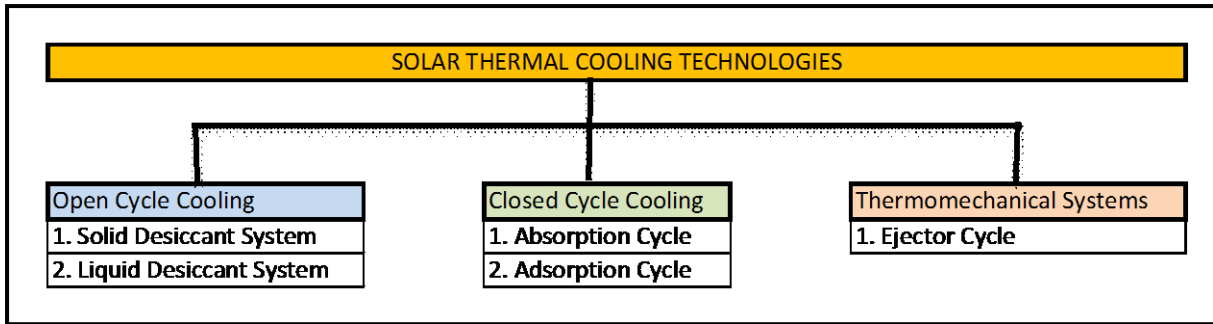 SOLAR THERMAL COOLING TECHNOLOGIES
Open Cycle Cooling
1. Solid Desiccant System
2. Liquid Desiccant System
Closed Cycle Cooling
1. Absorption Cycle
2. Adsorption Cycle
Thermomechanical Systems
1. Ejector Cycle